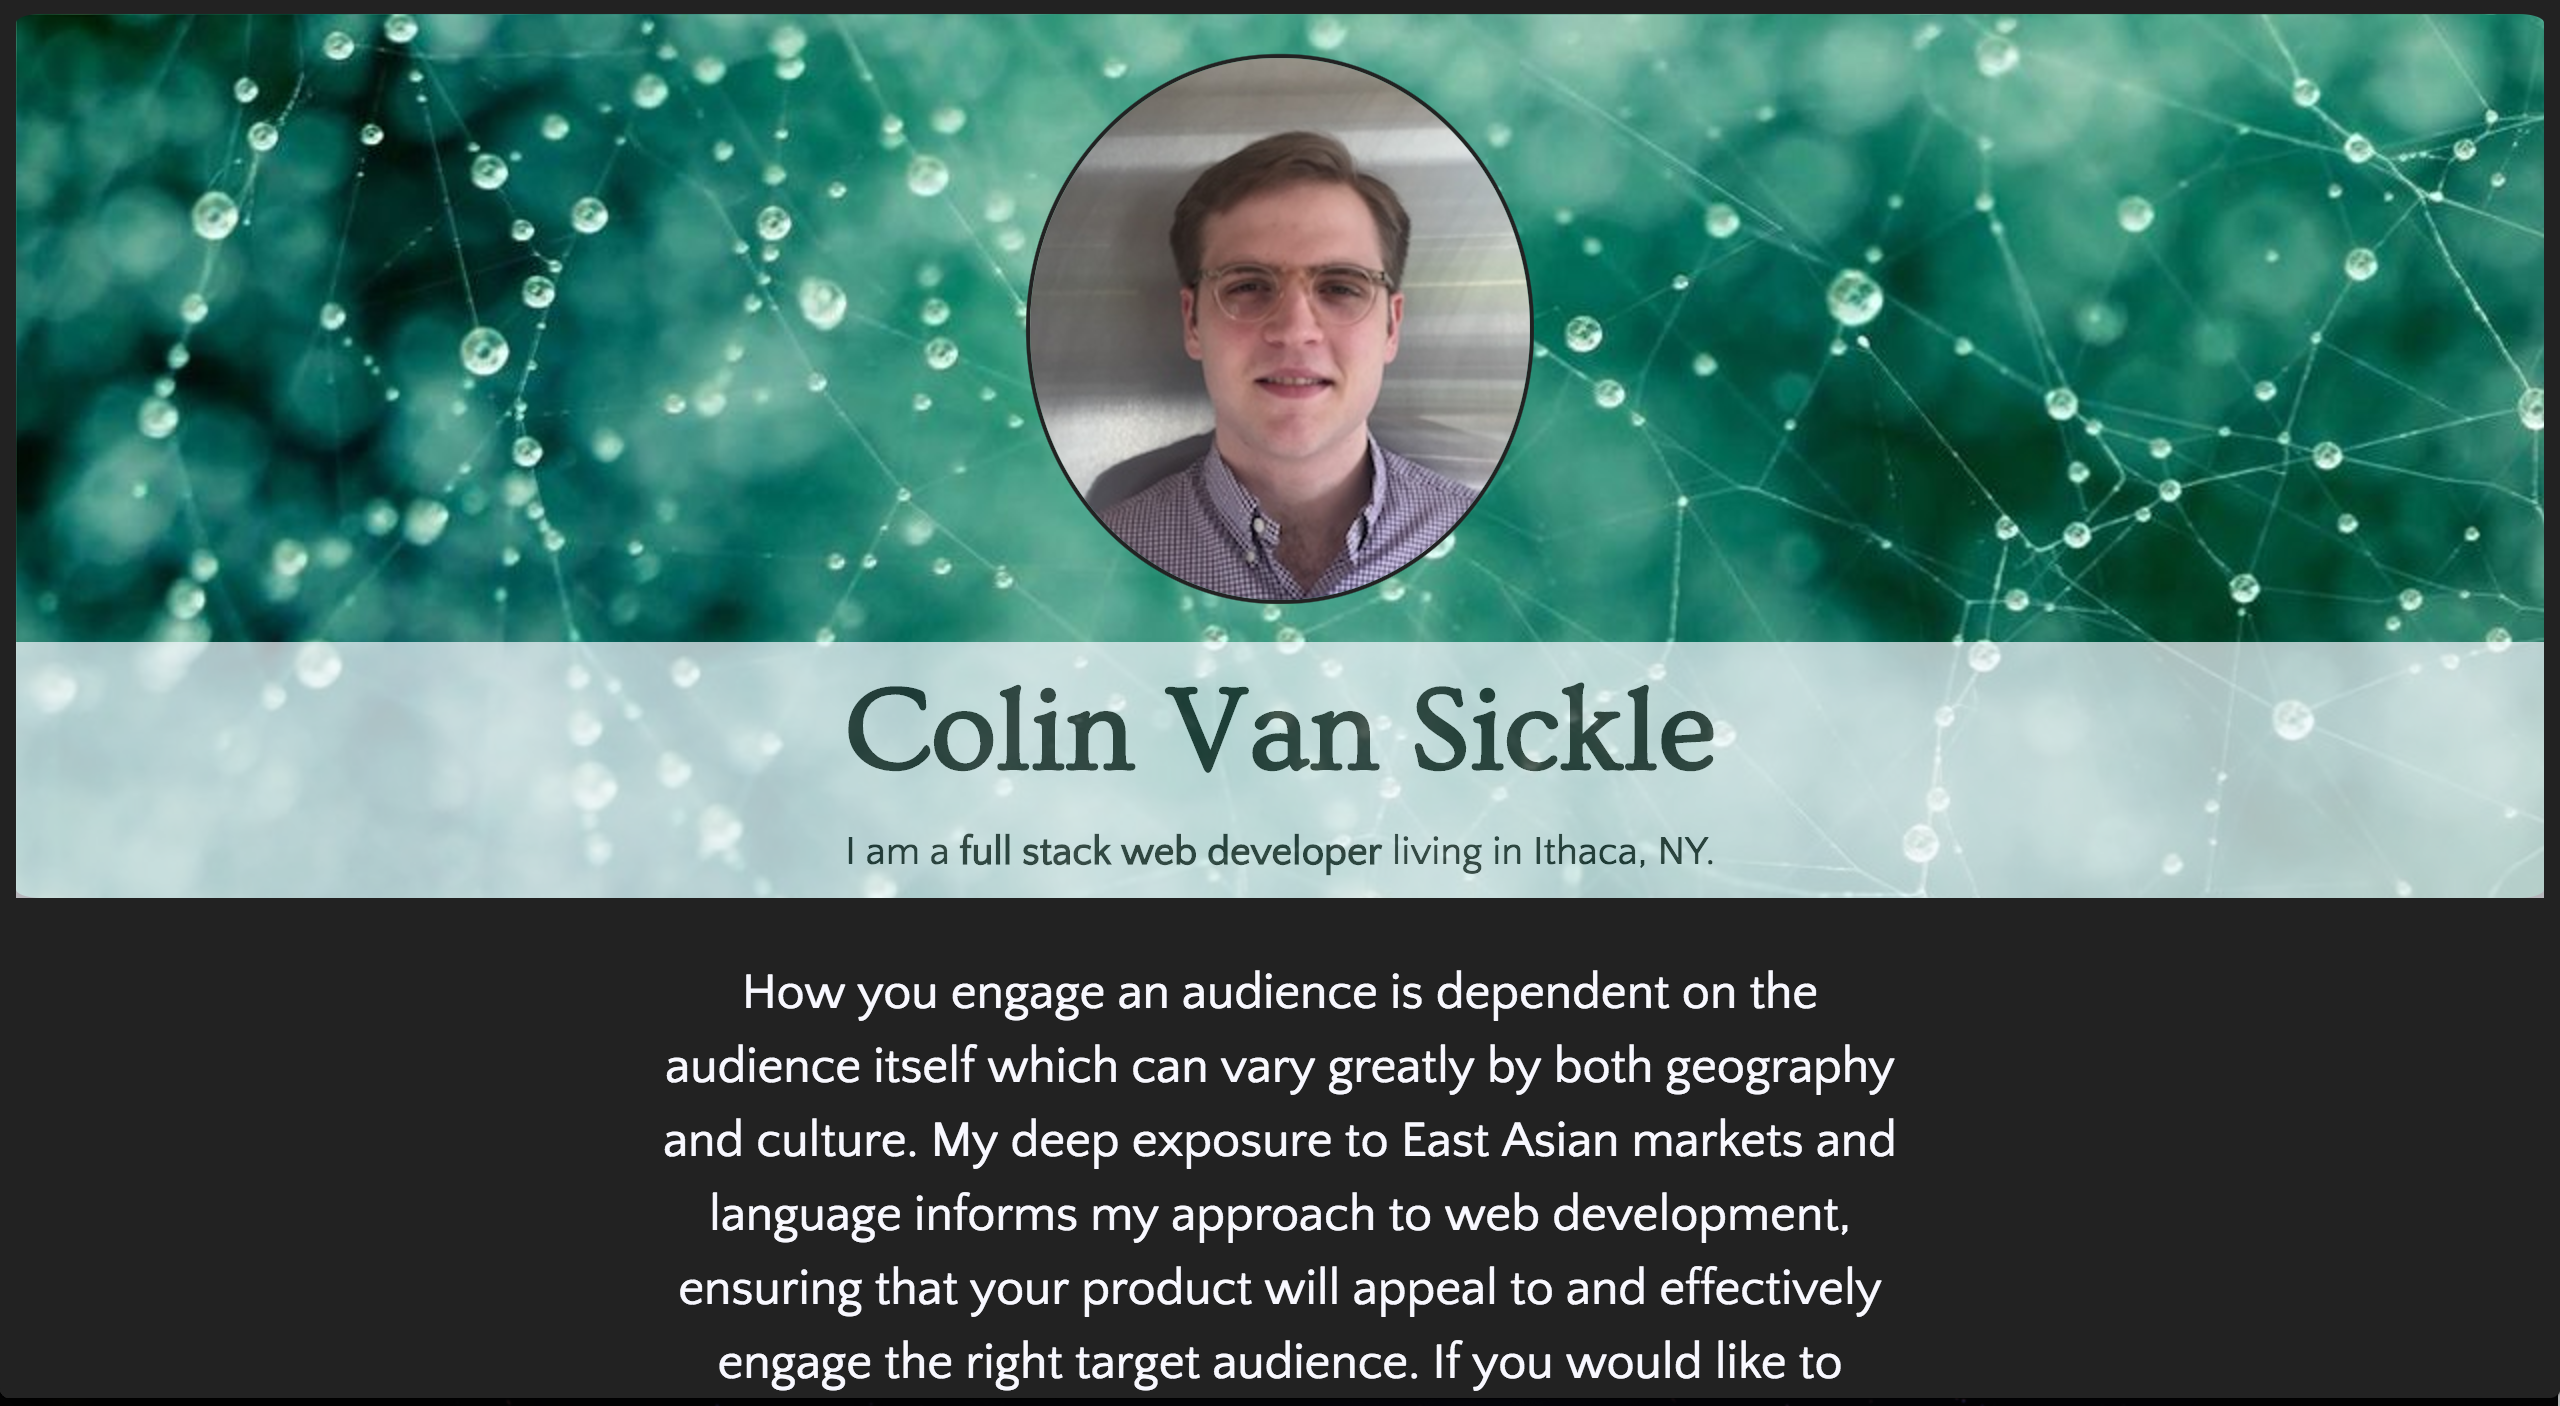 Colin Van Sickle
I am a full stack web developer living in Ithaca, NY.
How you engage an audience is dependent on the
audience itself which can vary greatly by both geography
and culture. My deep exposure to East Asian markets and
language informs my approach to web development,
ensuring that your product will appeal to and effectively
engage the right target audience. If you would like to